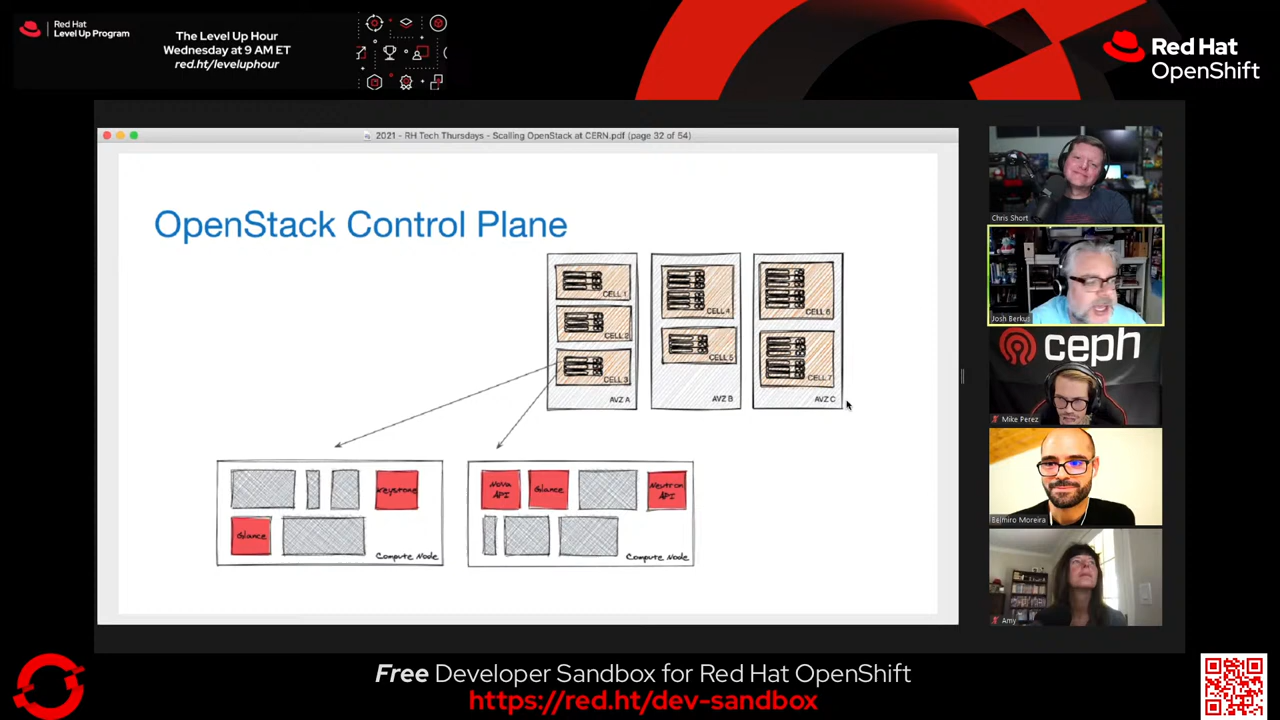 Red Hat
Level Up Program
The Level Up Hour
Wednesday at 9 AM ET
red.ht/leveluphour
Red Hat
OpenShift
2021 - RH Tech Thursdays - Scalling OpenStack at CERN.pdf (page 32 of 54)
OpenStack Control Plane
CELL 1
CELL 2
CELL 3
AVZ A
CELL 4
CELL 5
AVZ B
CELL 6
CELL 7
AVZ C
Keystone
Glance
Compute Node
Nova
API
Glance
Neutron
API
Compute Node
Chris Short
Josh Berkus
ceph
Mike Perez
Belmiro Moreira
Amy
Free Developer Sandbox for Red Hat OpenShift
https://red.ht/dev-sandbox